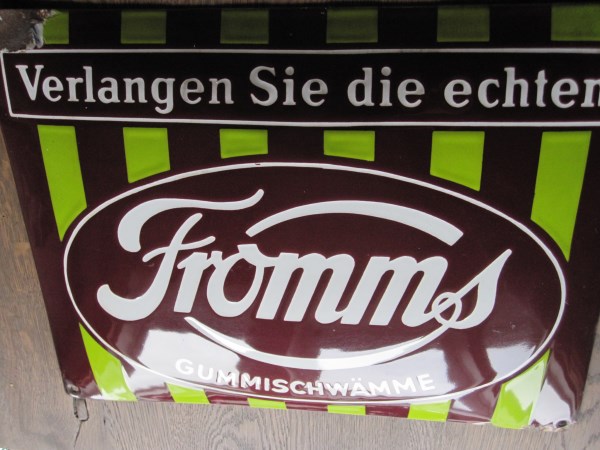 Verlangen Sie die echten
Fromms
GUMMISCHWÄMME